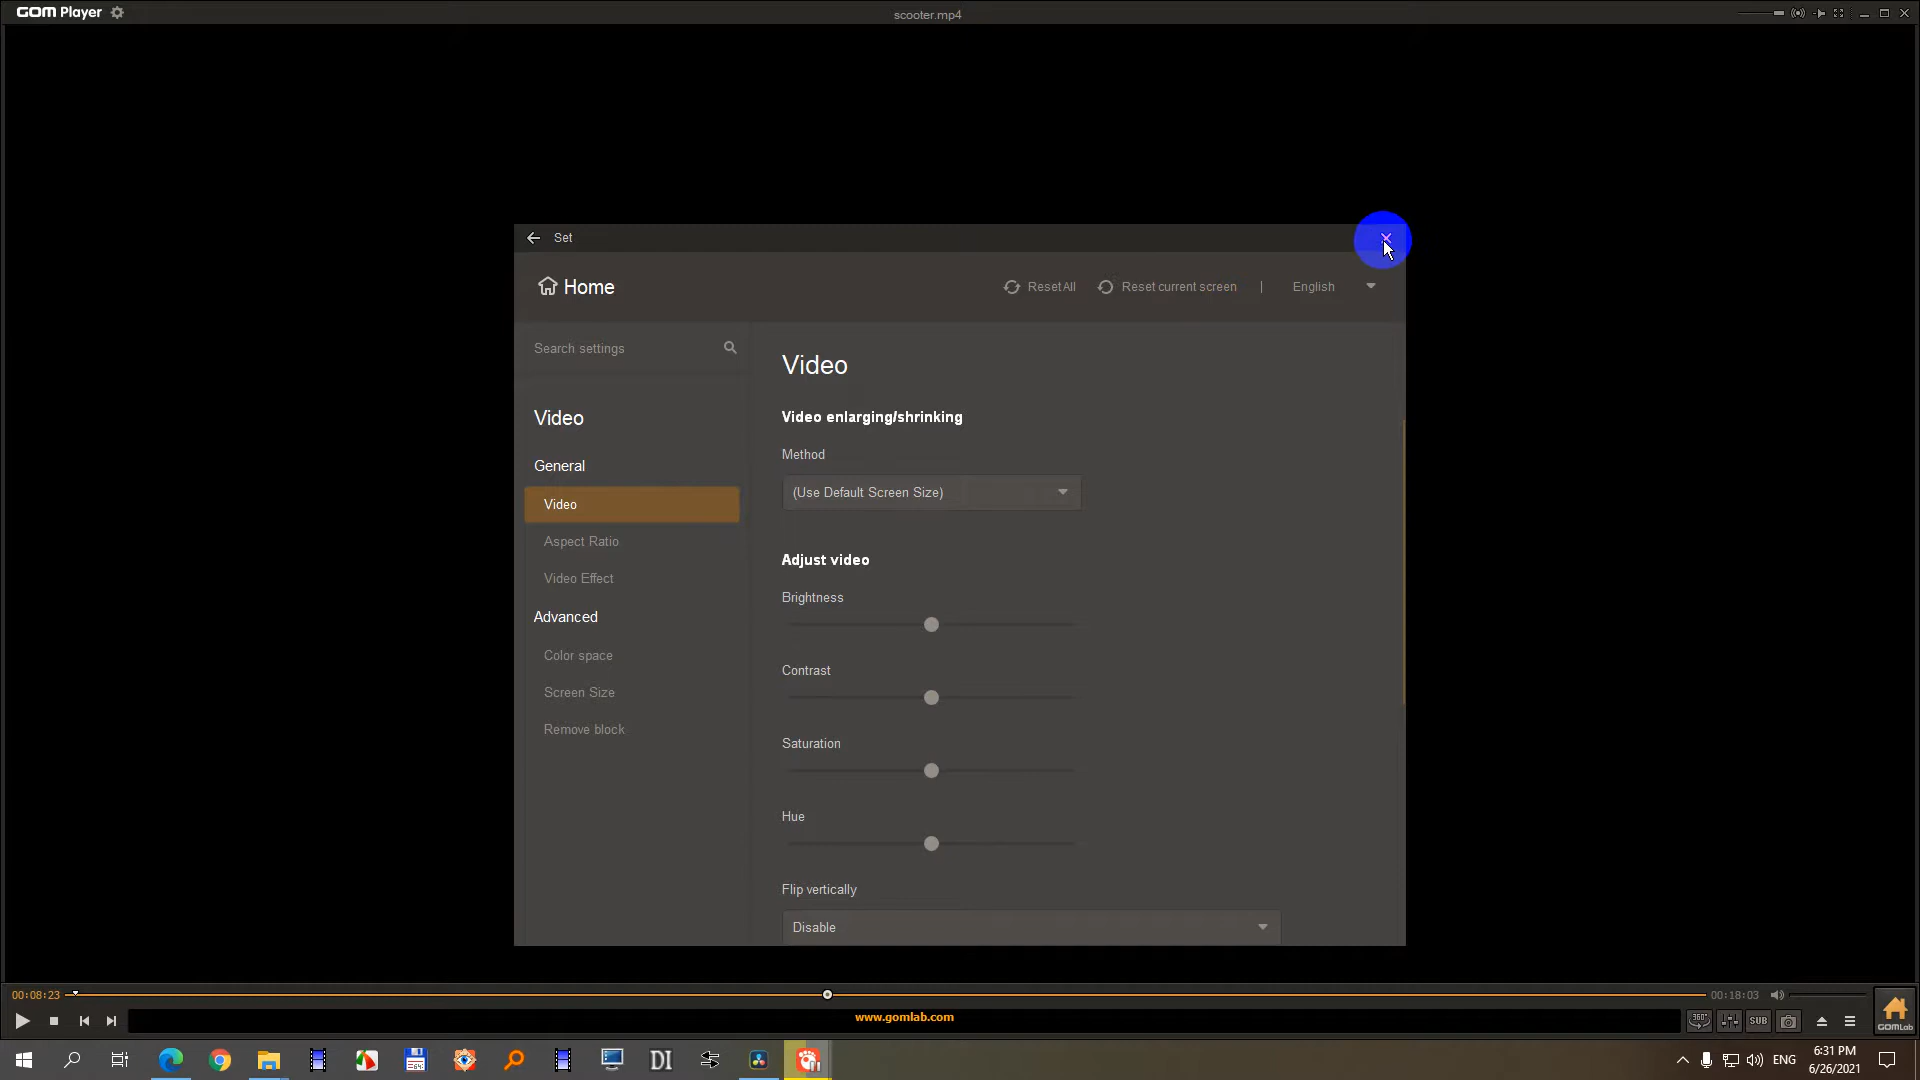 GOM Player
scooter.mp4
Set
Home
Reset All
Reset current screen
|
English
Search settings
Video
General
Video
Aspect Ratio
Video Effect
Advanced
Color space
Screen Size
Remove block
Video
Video enlarging/shrinking
Method
(Use Default Screen Size)
Adjust video
Brightness
Contrast
Saturation
Hue
Flip vertically
Disable
00:08:23
00:18:03
www.gomlab.com
360°
SUB
GOMLab
DI
ENG
6:31 PM
6/26/2021